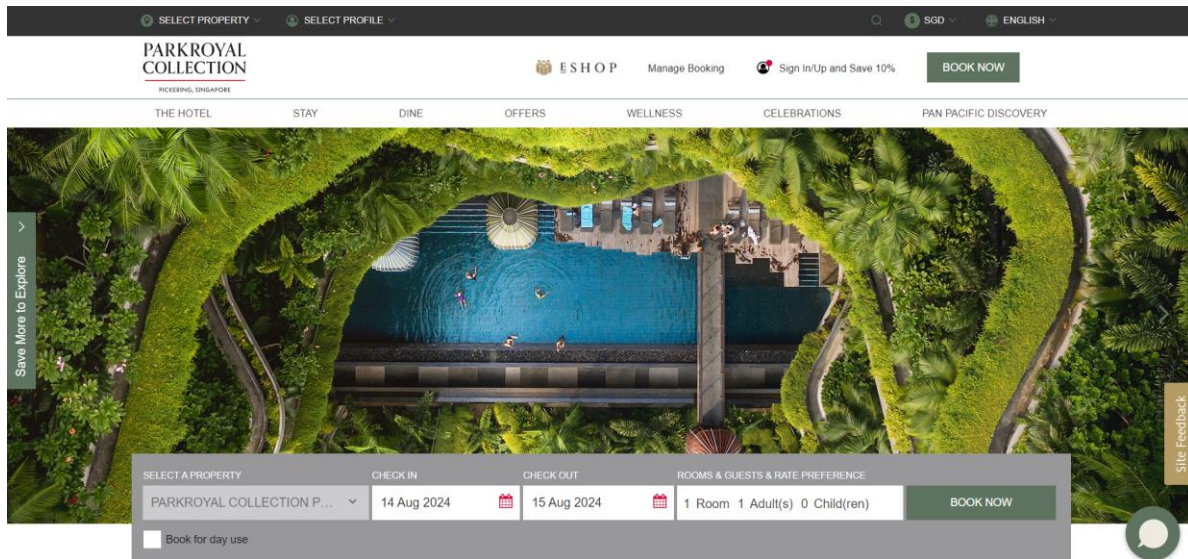 SELECT PROPERTY SELECT PROFILE SGD ENGLISH
PARKROYAL
COLLECTION
PICKERING, SINGAPORE
ESHOP Manage Booking Sign In/Up and Save 10% BOOK NOW
THE HOTEL STAY DINE OFFERS WELLNESS CELEBRATIONS PAN PACIFIC DISCOVERY
Save More to Explore
Site Feedback
SELECT A PROPERTY CHECK IN CHECK OUT ROOMS & GUESTS & RATE PREFERENCE
PARKROYAL COLLECTION P... 14 Aug 2024 15 Aug 2024 1 Room 1 Adult(s) 0 Child(ren) BOOK NOW
Book for day use